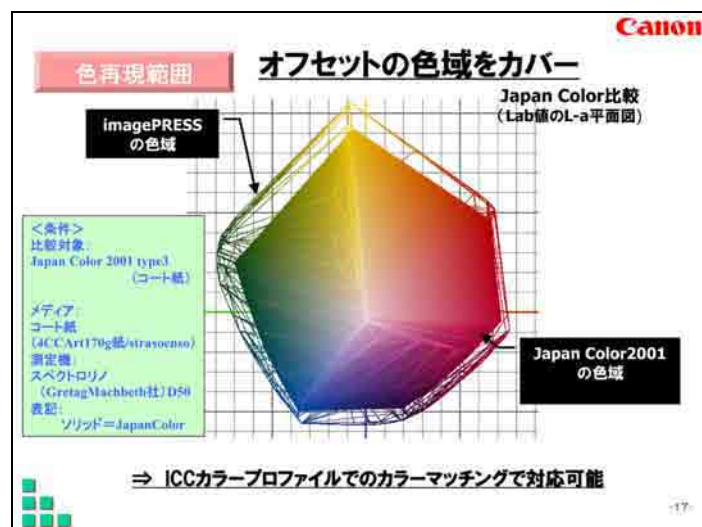 Canon
色再現範囲
オフセットの色域をカバー
Japan Color比較
(Lab値のL-a平面図)
imagePRESS
の色域
<条件>
比較対象:
Japan Color 2001 type3
(コート紙)
メディア:
コート紙
(4CCArt170g紙/strasoenso)
測定機:
スペクトロリノ
(GretagMachbeth社)D50
表記:
ソリッド=JapanColor
Japan Color2001
の色域
⇒ ICCカラープロファイルでのカラーマッチングで対応可能
-17-